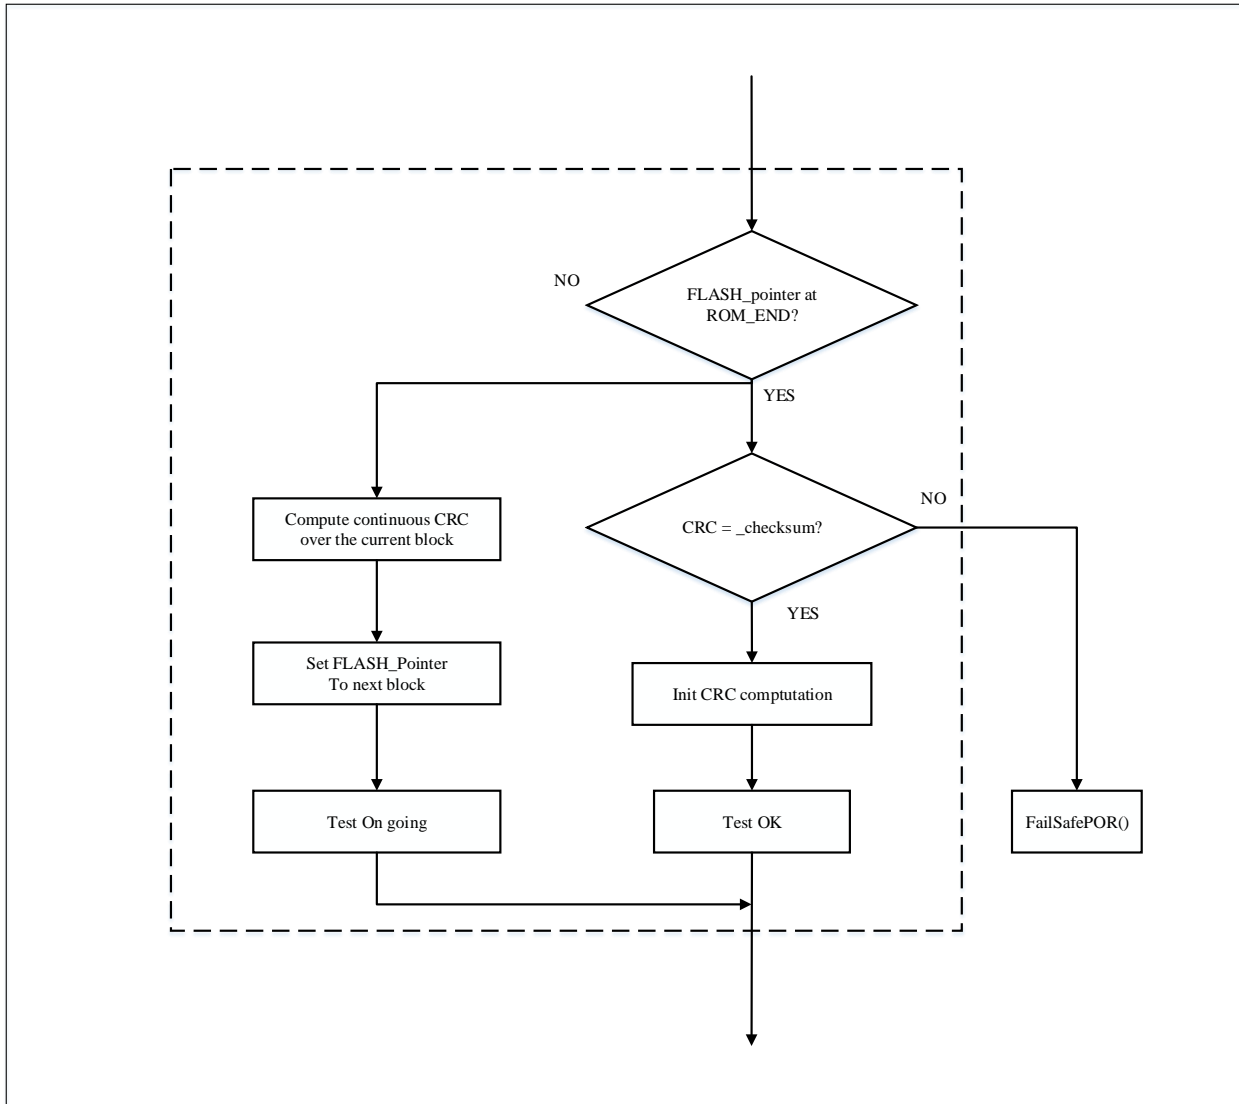 NO
FLASH_pointer at
ROM_END?
YES
CRC = _checksum?
NO
Compute continuous CRC
over the current block
YES
Set FLASH_Pointer
To next block
Init CRC comptutation
Test On going
Test OK
FailSafePOR()